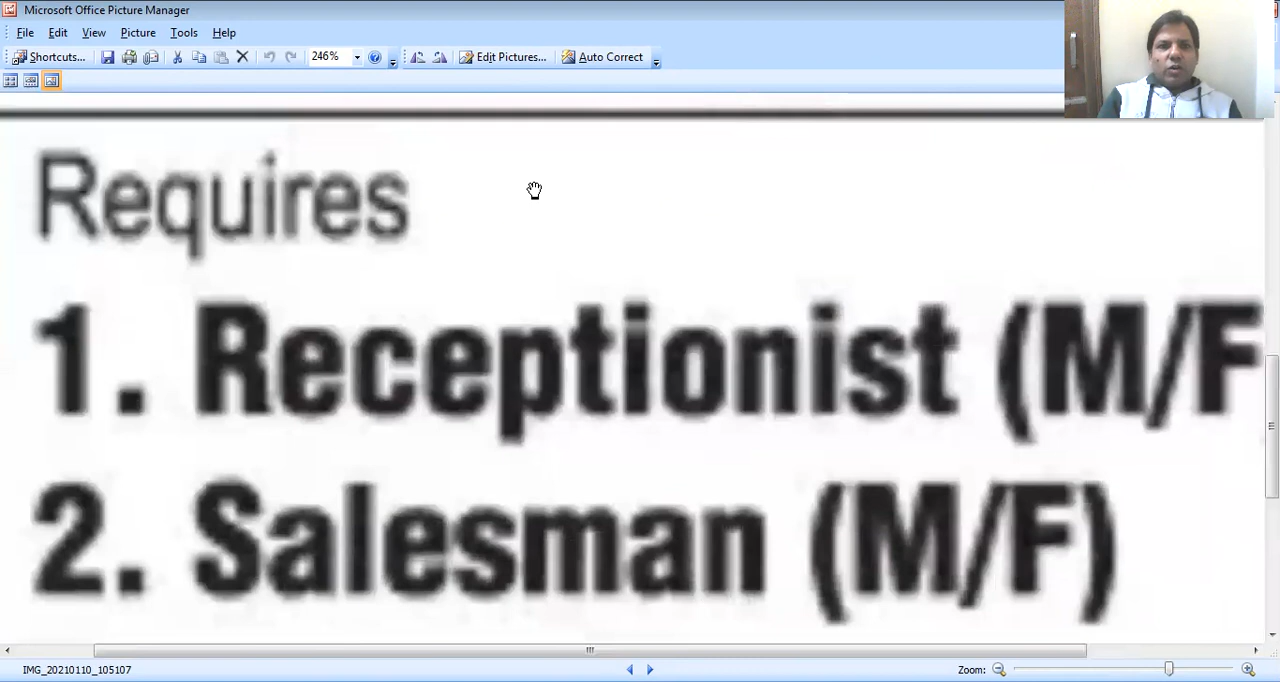 Microsoft Office Picture Manager
File Edit View Picture Tools Help
Shortcuts... 246% Edit Pictures... Auto Correct
Requires
1. Receptionist (M/F
2. Salesman (M/F)
IMG_20210110_105107 Zoom: